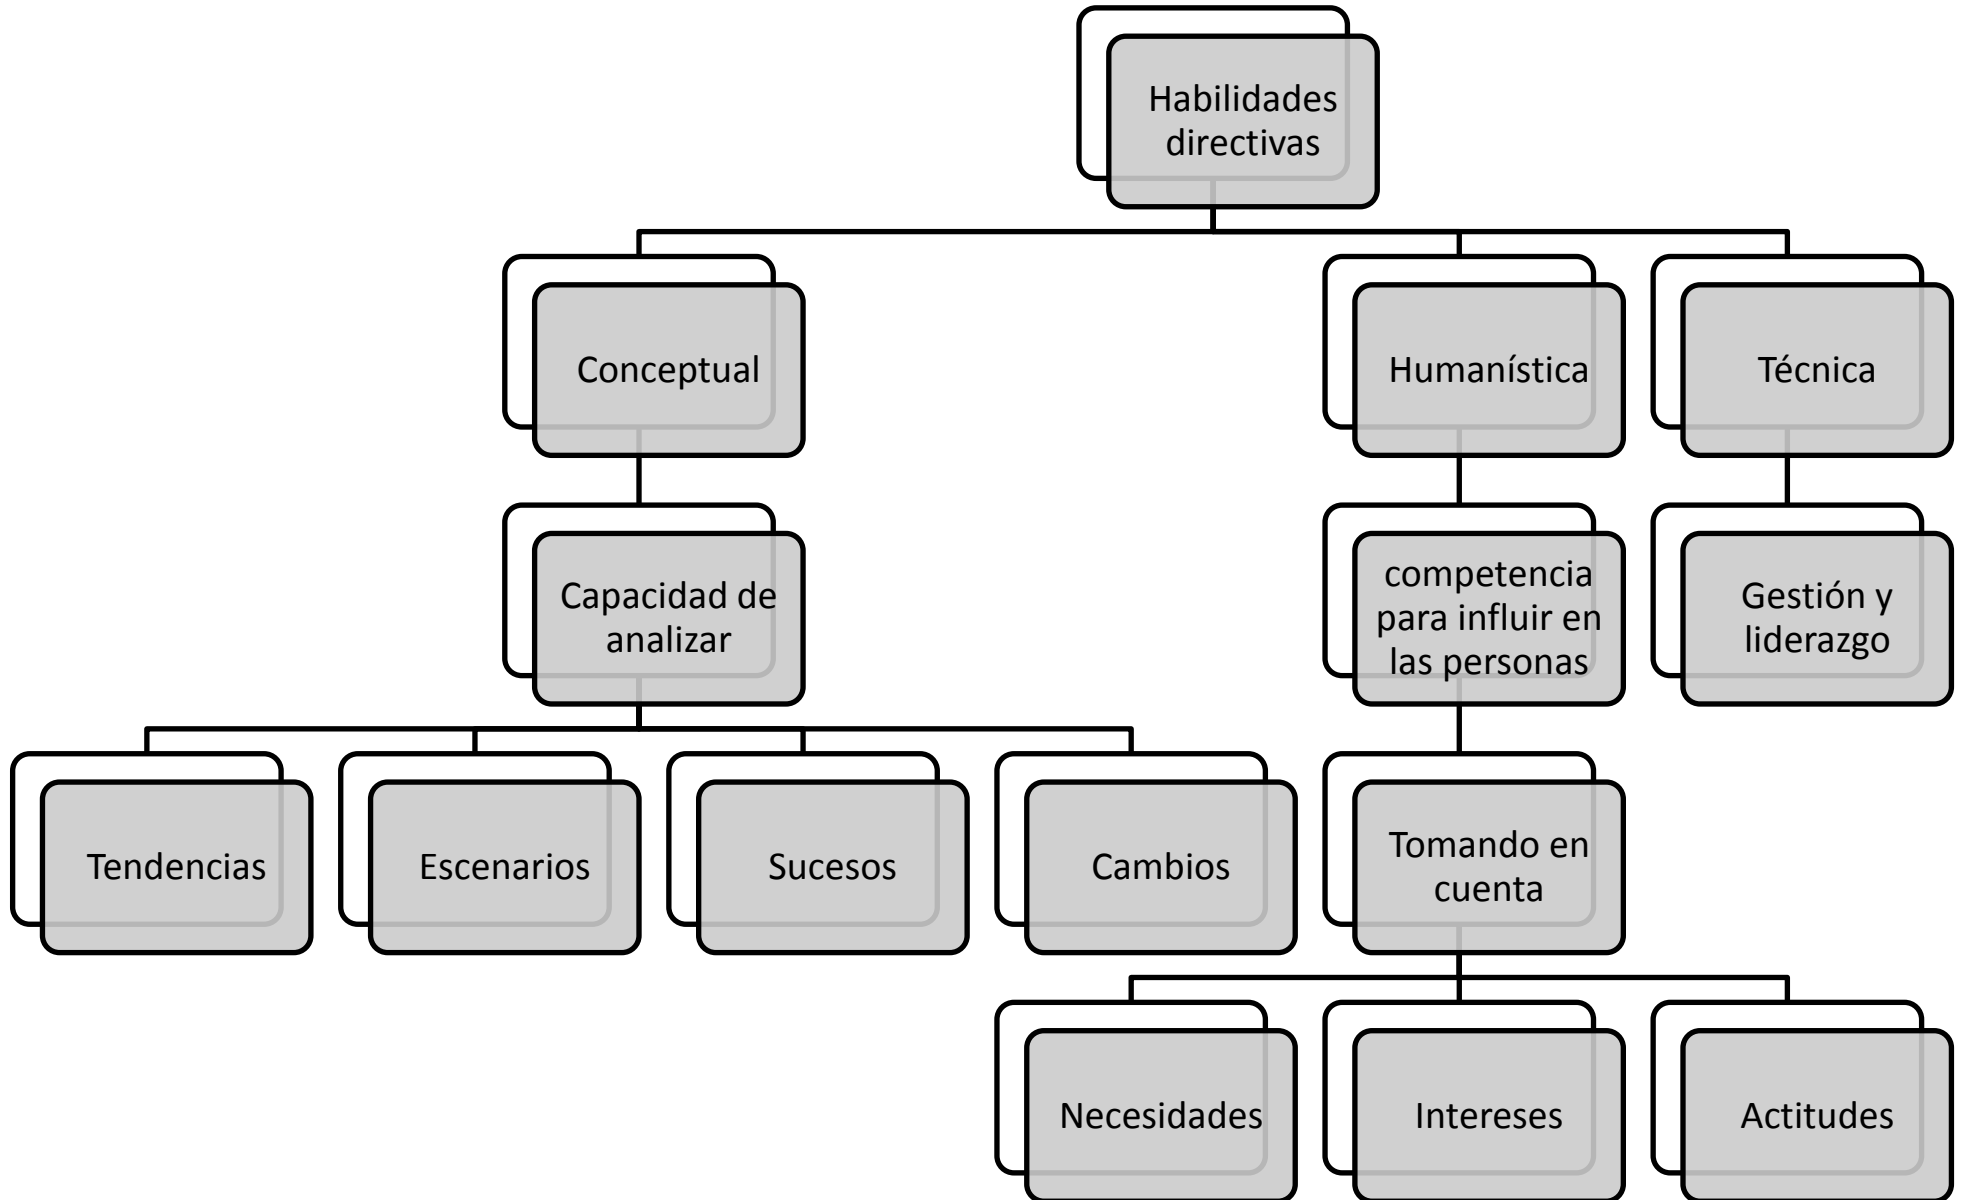 Habilidades
directivas
Conceptual
Humanística
Técnica
Capacidad de
analizar
competencia
para influir en
las personas
Gestión y
liderazgo
Tendencias
Escenarios
Sucesos
Cambios
Tomando en
cuenta
Necesidades
Intereses
Actitudes